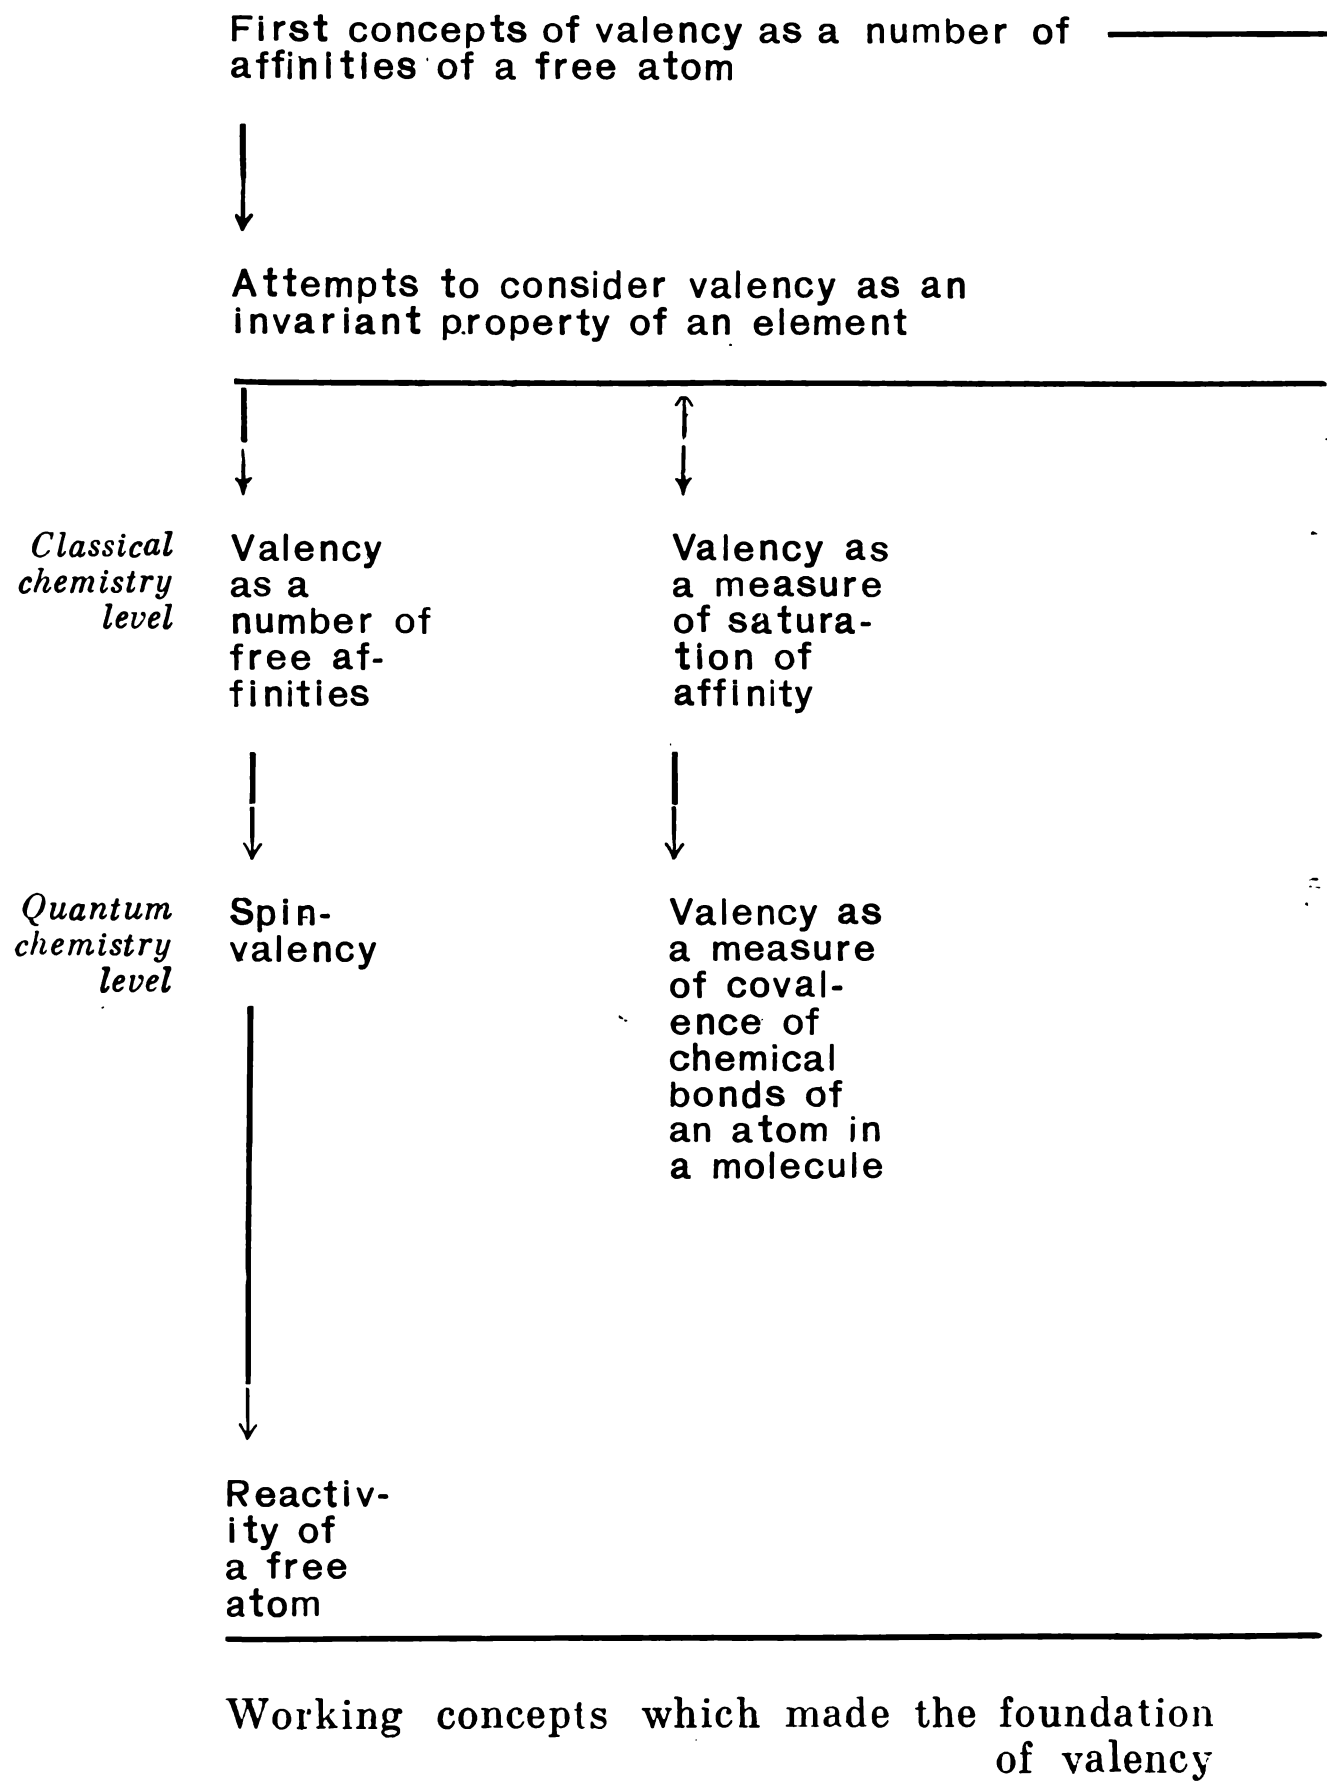 First concepts of valency as a number of
affinities of a free atom
Attempts to consider valency as an
invariant property of an element
Classical
chemistry
level
Valency
as a
number of
free af-
finities
Valency as
a measure
of satura-
tion of
affinity
Quantum
chemistry
level
Spin-
valency
Valency as
a measure
of coval-
ence of
chemical
bonds of
an atom in
a molecule
Reactiv-
ity of
a free
atom
Working concepts which made the foundation
of valency